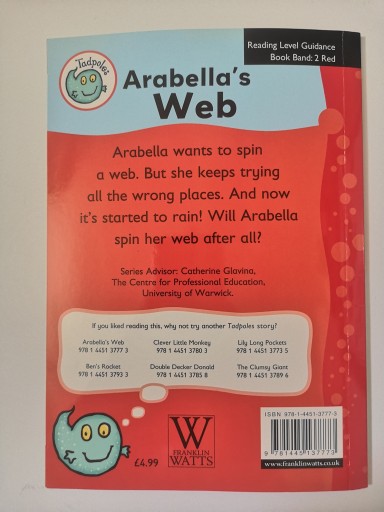 Tadpoles
Reading Level Guidance
Book Band: 2 Red
Arabella's
Web
Arabella wants to spin
a web. But she keeps trying
all the wrong places. And now
it's started to rain! Will Arabella
spin her web after all?
Series Advisor: Catherine Glavina,
The Centre for Professional Education,
University of Warwick.
If you liked reading this, why not try another Tadpoles story?
Arabella's Web
978 1 4451 3777 3
Clever Little Monkey
978 1 4451 3780 3
Lily Long Pockets
978 1 4451 3773 5
Ben's Rocket
978 1 4451 3793 3
Double Decker Donald
978 1 4451 3785 8
The Clumsy Giant
978 1 4451 3789 6
£4.99
W
FRANKLIN
WATTS
ISBN 978-1-4451-3777-3
9 781445 137773
www.franklinwatts.co.uk